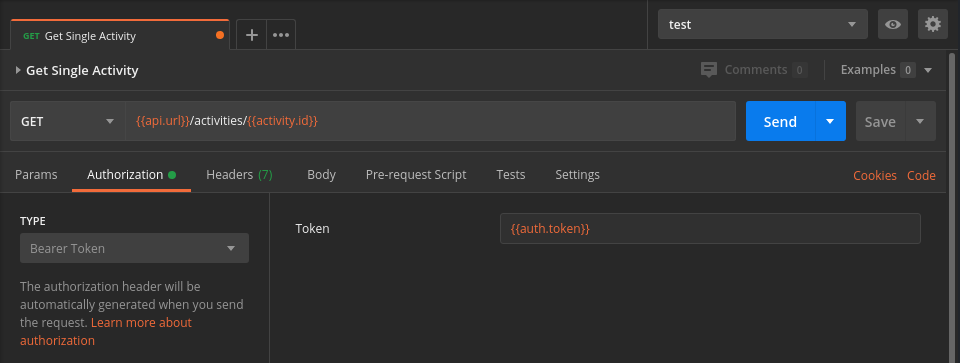 GET Get Single Activity
test
Get Single Activity
Comments 0
Examples 0
GET
{{api.url}}/activities/{{activity.id}}
Send
Save
Params Authorization Headers (7) Body Pre-request Script Tests Settings Cookies Code
TYPE
Bearer Token
The authorization header will be
automatically generated when you send
the request. Learn more about
authorization
Token
{{auth.token}}